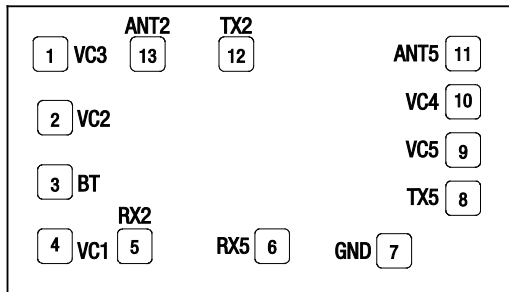 ANT2 TX2
1 VC3 13 12 ANT5 11
VC4 10
2 VC2
VC5 9
3 BT
TX5 8
RX2
4 VC1 5 RX5 6 GND 7